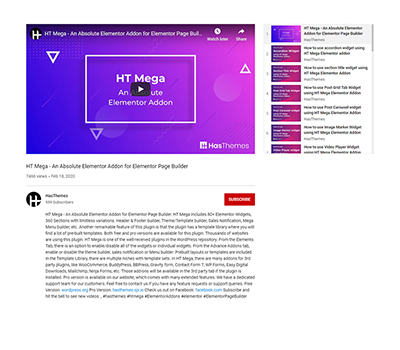 HT Mega - An Absolute Elementor Addon for Elementor Page Builder
Watch later
Share
HT Mega
An Absolute
Elementor Addon
HasThemes
HT Mega - An Absolute Elementor Addon for Elementor Page Builder
HasThemes
How to use accordion widget using HT Mega Elementor addon
HasThemes
How to use section title widget using HT Mega Elementor Addon
HasThemes
How to use Post Grid Tab Widget using HT Mega Elementor Addon
HasThemes
How to use Post Carousel widget using HT Mega Elementor Addon
HasThemes
How to use Image Marker Widget using HT Mega Elementor Addon
HasThemes
How to use Video Player Widget using HT Mega Elementor Addon
HT Mega - An Absolute Elementor Addon for Elementor Page Builder
views • Feb 18, 2020
HasThemes
Subscribers
SUBSCRIBE
HT Mega - An Absolute Elementor Addon for Elementor Page Builder. HT Mega includes 80+ Elementor Widgets,
360 Sections with limitless variations. Header & Footer builder, Theme Template builder, Sales Notification, Mega
Menu builder, etc. Another remarkable feature of this plugin is that the plugin has a template library where you will
find a lot of pre-built templates. Both free and pro versions are available for this plugin. Thousands of websites
are using this plugin. HT Mega is one of the well-received plugins in the WordPress repository. From the Elements
Tab, there is an option to enable/disable all of the widgets or individual widgets. From the Advance Addons tab,
enable or disable the theme builder, sales notification or Menu builder. Prebuilt layouts or templates are included
in the Template Library, there are multiple niches with template sets. In HT Mega, there are many addons for 3rd
party plugins, like WooCommerce, BuddyPress, BBPress, Gravity form, Contact Form 7, WP Forms, Easy Digital
Downloads, Mailchimp, Ninja Forms, etc. Those addons will be available in the 3rd party tab if the plugin is
installed. Pro version is available on our website, which comes with many extended features. We have a dedicated
support team for our customers. Feel free to contact us if you have any feature requests or support queries. Free
Version: wordpress.org Pro Version: hasthemes Check Us out on Facebook: facebook.com Subscribe and
hit the bell to see new videos , #hasthemes #htmega #ElementorAddons #elementor #ElementorPageBuilder